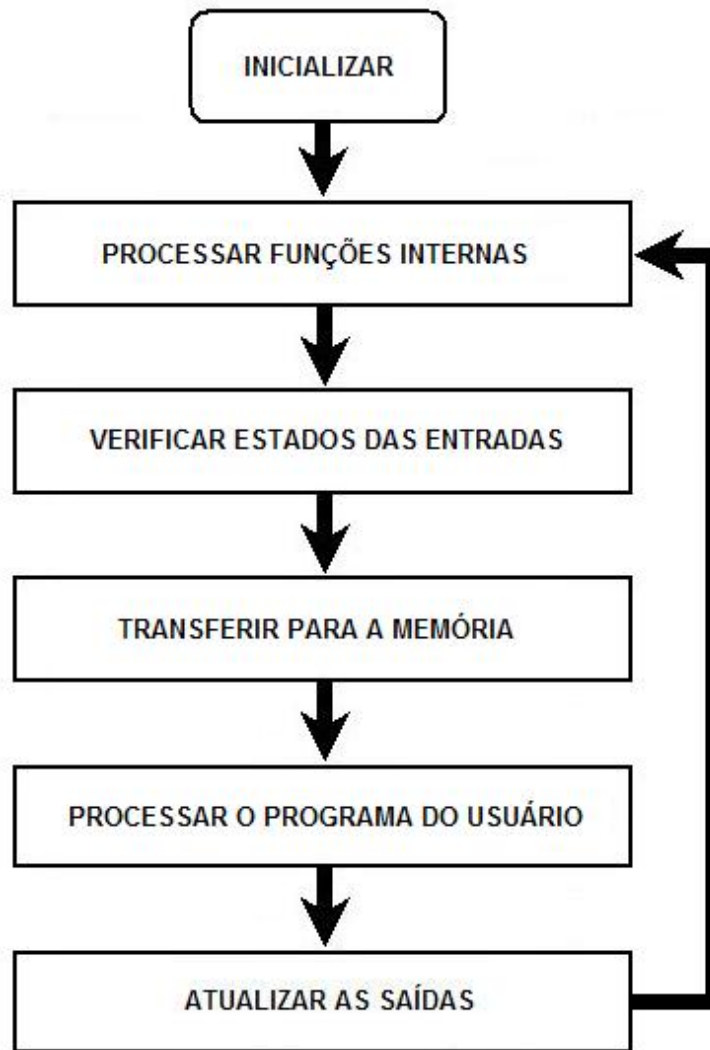 INICIALIZAR
PROCESSAR FUNÇÕES INTERNAS
VERIFICAR ESTADOS DAS ENTRADAS
TRANSFERIR PARA A MEMÓRIA
PROCESSAR O PROGRAMA DO USUÁRIO
ATUALIZAR AS SAÍDAS